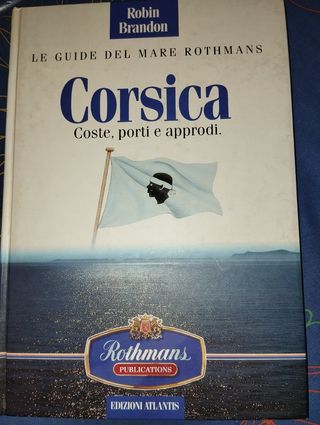 Robin
Brandon
LE GUIDE DEL MARE ROTHMANS
Corsica
Coste, porti e approdi.
Rothmans
PUBLICATIONS
EDIZIONI ATLANTIS